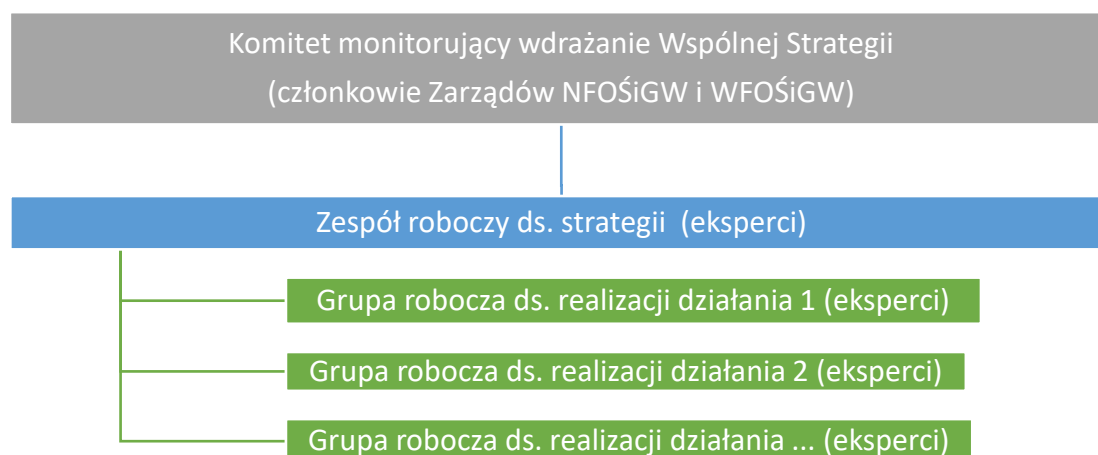 Komitet monitorujący wdrażanie Wspólnej Strategii
(członkowie Zarządów NFOŚiGW i WFOŚiGW)
Zespół roboczy ds. strategii (eksperci)
Grupa robocza ds. realizacji działania 1 (eksperci)
Grupa robocza ds. realizacji działania 2 (eksperci)
Grupa robocza ds. realizacji działania ... (eksperci)